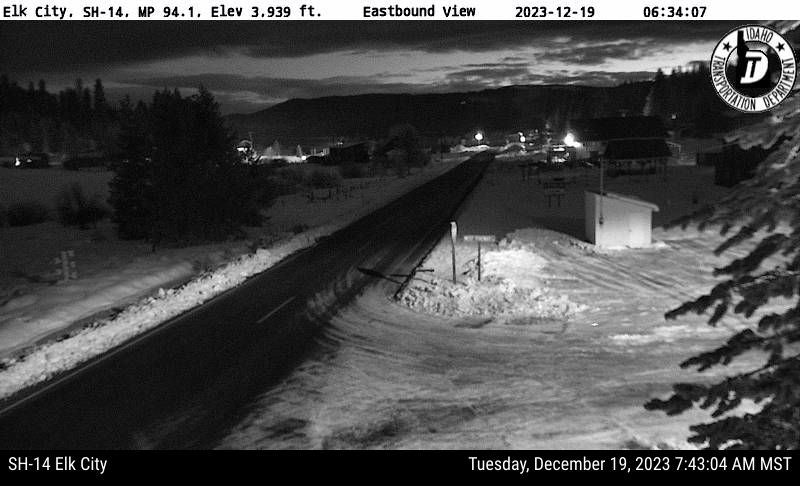 Elk City, SH-14, MP 94.1, Elev 3,939 ft. Eastbound View 2023-12-19 06:34:07
IDAHO
TRANSPORTATION DEPARTMENT
SH-14 Elk City Tuesday, December 19, 2023 7:43:04 AM MST